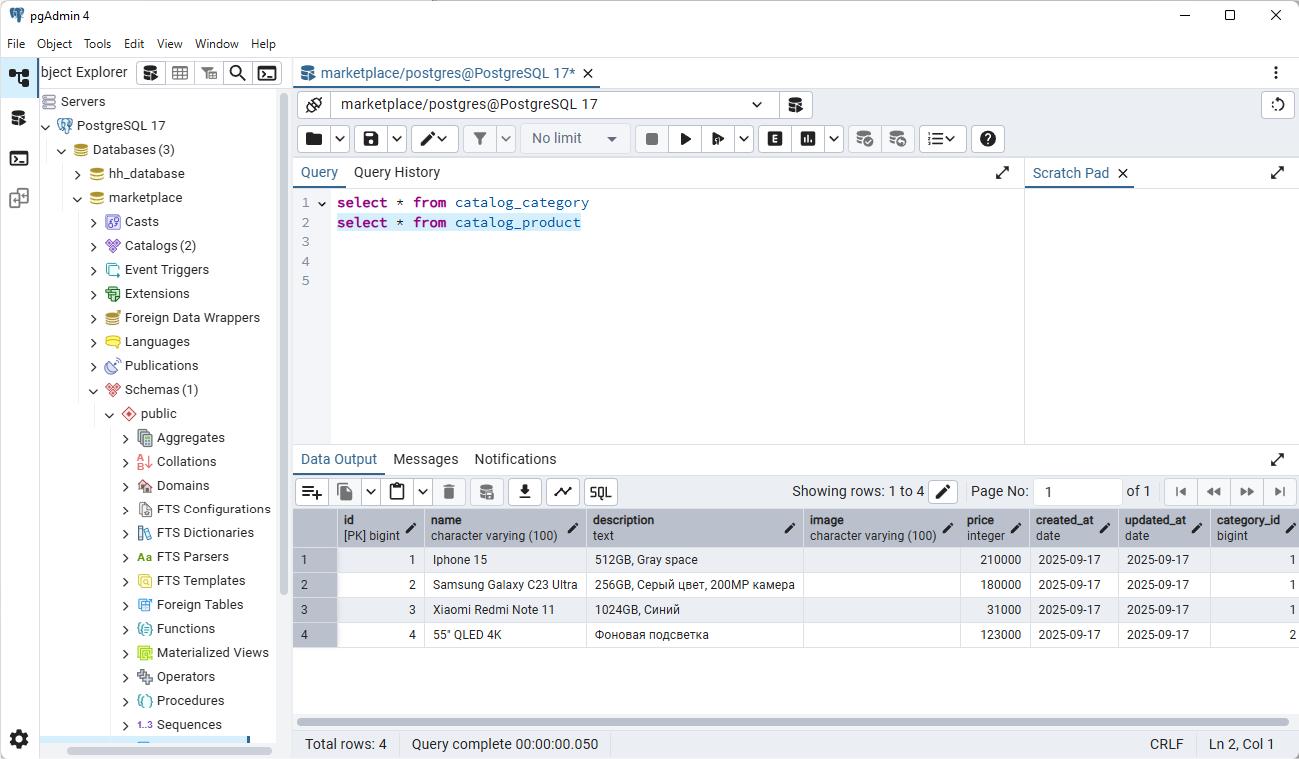 pgAdmin 4
File Object Tools Edit View Window Help
bject Explorer
marketplace/postgres@PostgreSQL 17*
Servers
PostgreSQL 17
Databases (3)
hh_database
marketplace
Casts
Catalogs (2)
Event Triggers
Extensions
Foreign Data Wrappers
Languages
Publications
Schemas (1)
public
Aggregates
Collations
Domains
FTS Configurations
FTS Dictionaries
FTS Parsers
FTS Templates
Foreign Tables
Functions
Materialized Views
Operators
Procedures
1..3 Sequences
marketplace/postgres@PostgreSQL 17
No limit
E
SQL
Query Query History
Scratch Pad
1 select * from catalog_category
2 select * from catalog_product
3
4
5
Data Output Messages Notifications
Showing rows: 1 to 4 Page No: 1 of 1
id name description image price created_at updated_at category_id
[PK] bigint character varying (100) text character varying (100) integer date date bigint
1 1 Iphone 15 512GB, Gray space 210000 2025-09-17 2025-09-17 1
2 2 Samsung Galaxy C23 Ultra 256GB, Серый цвет, 200MP камера 180000 2025-09-17 2025-09-17 1
3 3 Xiaomi Redmi Note 11 1024GB, Синий 31000 2025-09-17 2025-09-17 1
4 4 55" QLED 4K Фоновая подсветка 123000 2025-09-17 2025-09-17 2
Total rows: 4 Query complete 00:00:00.050 CRLF Ln 2, Col 1